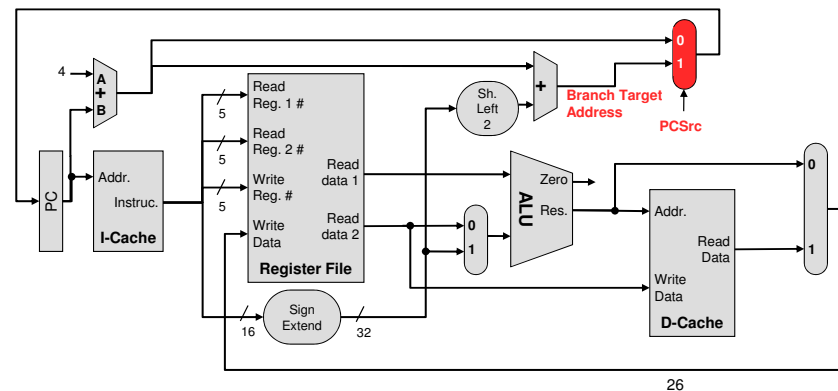 0
1
4
A
+
B
+
Sh.
Left
2
Branch Target
Address
PCSrc
Read
Reg. 1 #
5
Read
Reg. 2 #
5
Write
Reg. #
5
Write
Data
Read
data 1
Read
data 2
Register File
PC
Addr.
Instruc.
I-Cache
0
1
Zero
ALU
Res.
Addr.
Read
Data
Write
Data
D-Cache
0
1
16
Sign
Extend
32
26